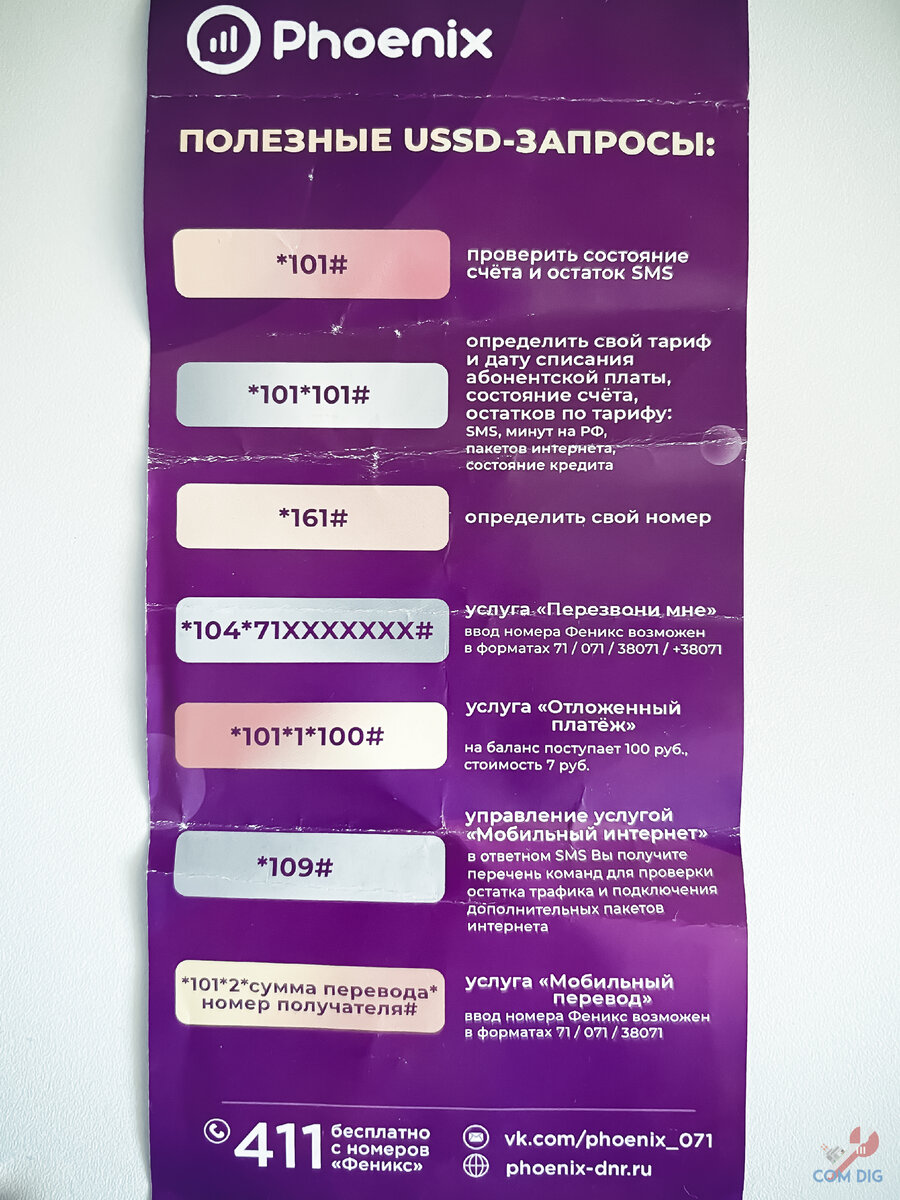 Phoenix
ПОЛЕЗНЫЕ USSD-ЗАПРОСЫ:
*101#
проверить состояние
счёта и остаток SMS
*101*101#
определить свой тариф
и дату списания
абонентской платы,
состояние счёта,
остатков по тарифу:
SMS, минут на РФ,
пакетов интернета,
состояние кредита
*161#
определить свой номер
*104*71XXXXXXX#
услуга «Перезвони мне»
ввод номера Феникс возможен
в форматах 71 / 071 / 38071 / +38071
*101*1*100#
услуга «Отложенный
платёж»
на баланс поступает 100 руб.,
стоимость 7 руб.
*109#
управление услугой
«Мобильный интернет»
в ответном SMS Вы получите
перечень команд для проверки
остатка трафика и подключения
дополнительных пакетов
интернета
*101*2*сумма перевода*
номер получателя#
услуга «Мобильный
перевод»
ввод номера Феникс возможен
в форматах 71 / 071 / 38071
411
бесплатно
с номеров
«Феникс»
vk.com/phoenix_071
phoenix-dnr.ru
COM DIG